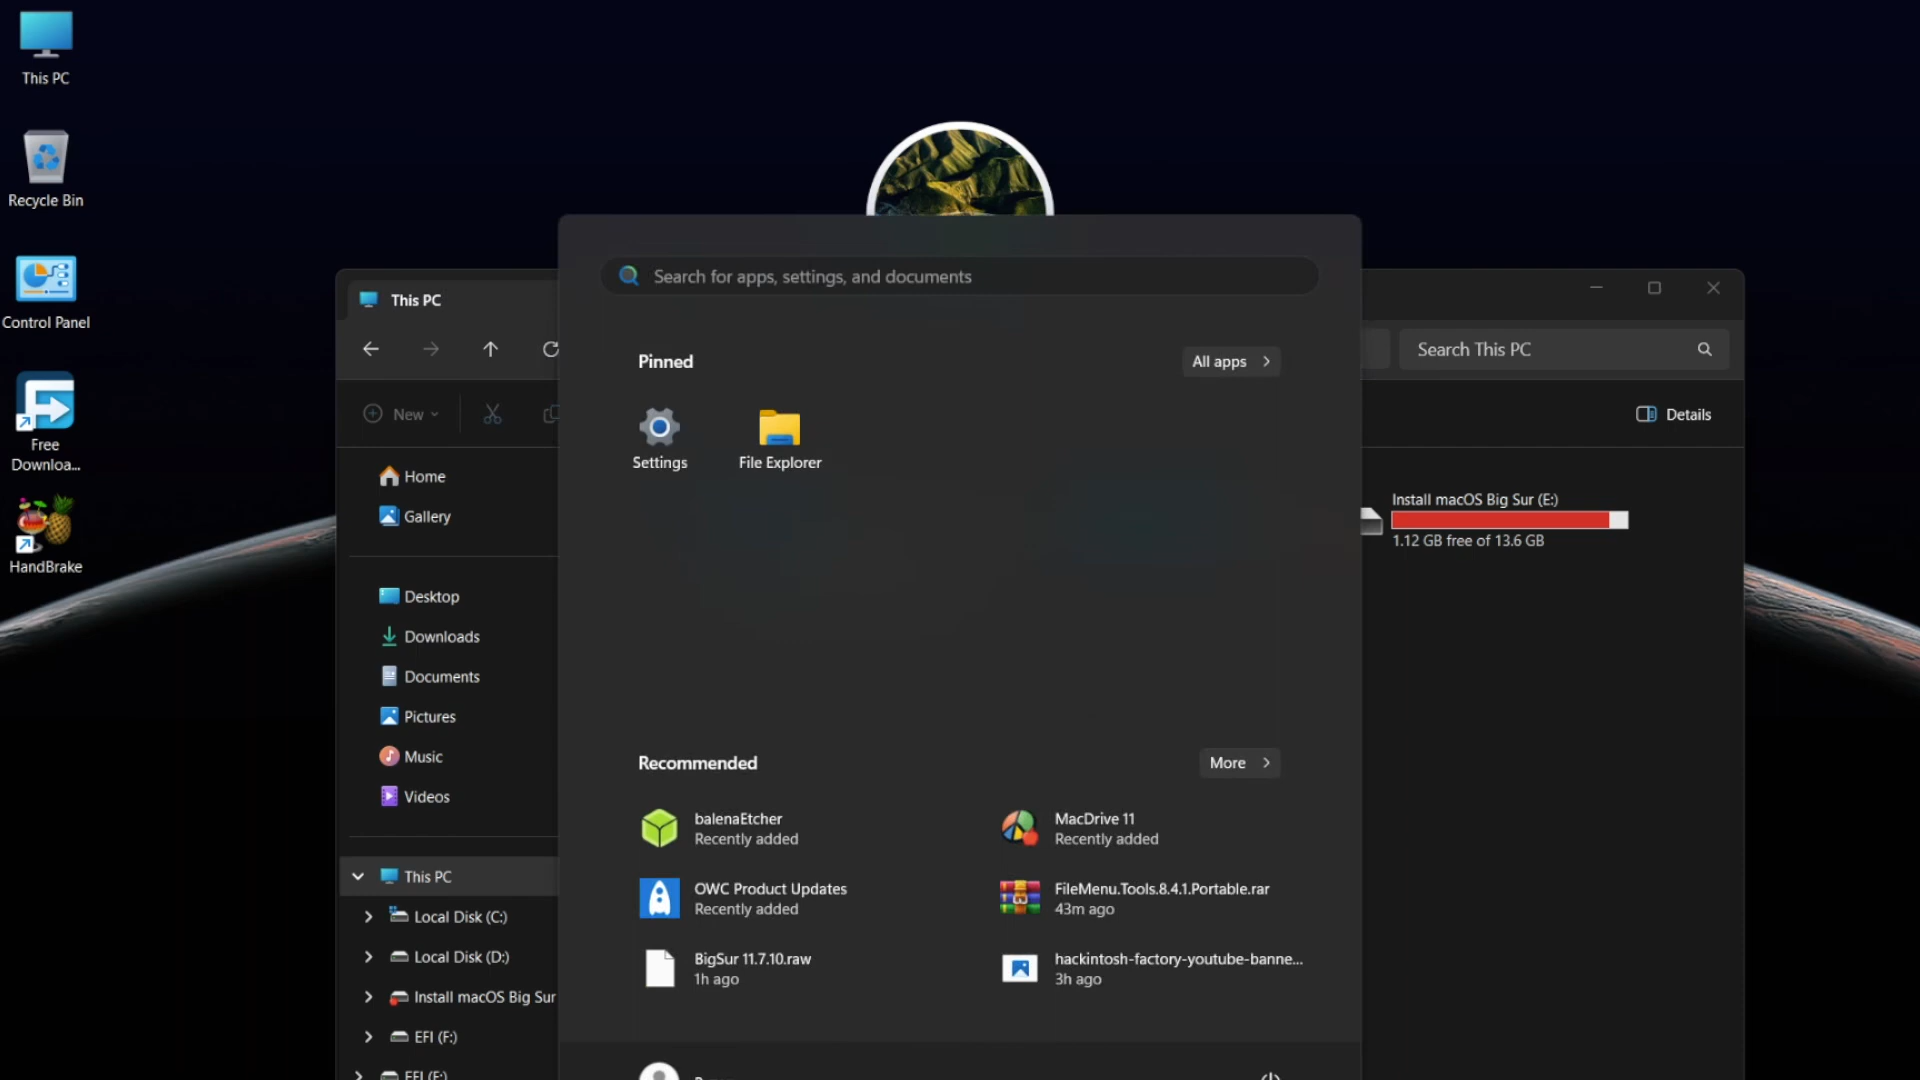 This PC
Recycle Bin
Control Panel
Free
Downloa...
HandBrake
This PC
New
Home
Gallery
Desktop
Downloads
Documents
Pictures
Music
Videos
This PC
Local Disk (C:)
Local Disk (D:)
Install macOS Big Sur
EFI (F:)
EFI (F:)
Search for apps, settings, and documents
Pinned
All apps
Settings
File Explorer
Recommended
More
balenaEtcher
Recently added
MacDrive 11
Recently added
OWC Product Updates
Recently added
FileMenu.Tools.8.4.1.Portable.rar
43m ago
BigSur 11.7.10.raw
1h ago
hackintosh-factory-youtube-banne...
3h ago
Search This PC
Details
Install macOS Big Sur (E:)
1.12 GB free of 13.6 GB